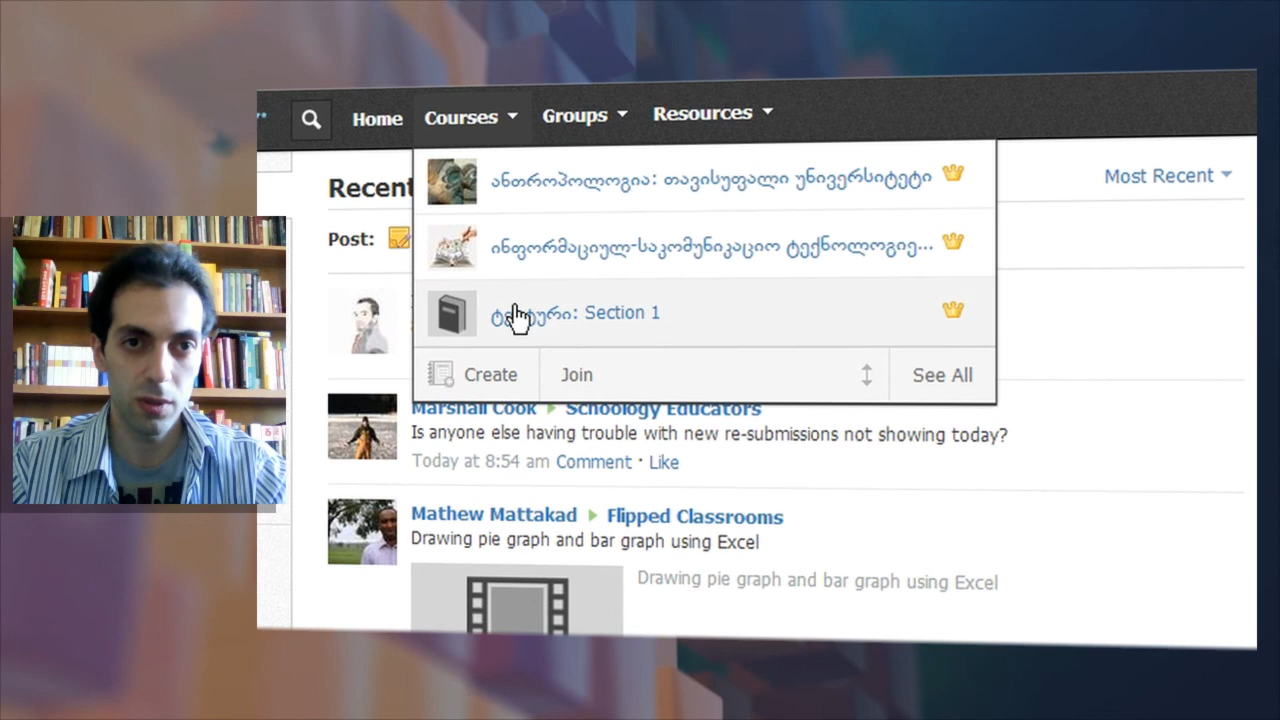 Home Courses Groups Resources
ანთროპოლოგია: თავისუფალი უნივერსიტეტი
Recent
Most Recent
Post:
ინფორმაციულ-საკომუნიკაციო ტექნოლოგიე...
Section 1
Create Join See All
Marshall Cook Schoology Educators
Is anyone else having trouble with new re-submissions not showing today?
Today at 8:54 am Comment · Like
Mathew Mattakad Flipped Classrooms
Drawing pie graph and bar graph using Excel
Drawing pie graph and bar graph using Excel